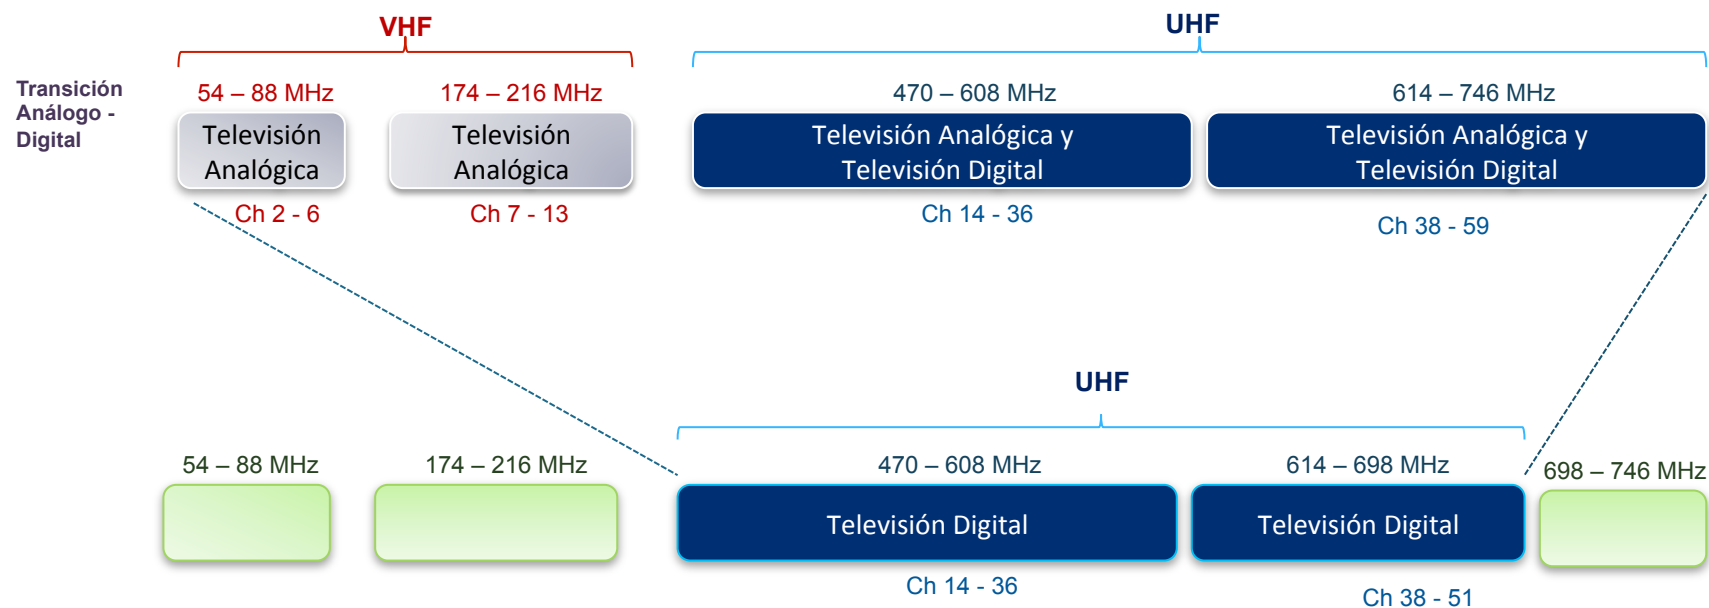 VHF
UHF
Transición
Análogo -
Digital
54 – 88 MHz
174 – 216 MHz
470 – 608 MHz
614 – 746 MHz
Televisión
Analógica
Televisión
Analógica
Televisión Analógica y
Televisión Digital
Televisión Analógica y
Televisión Digital
Ch 2 - 6
Ch 7 - 13
Ch 14 - 36
Ch 38 - 59
UHF
54 – 88 MHz
174 – 216 MHz
470 – 608 MHz
614 – 698 MHz
698 – 746 MHz
Televisión Digital
Televisión Digital
Ch 14 - 36
Ch 38 - 51